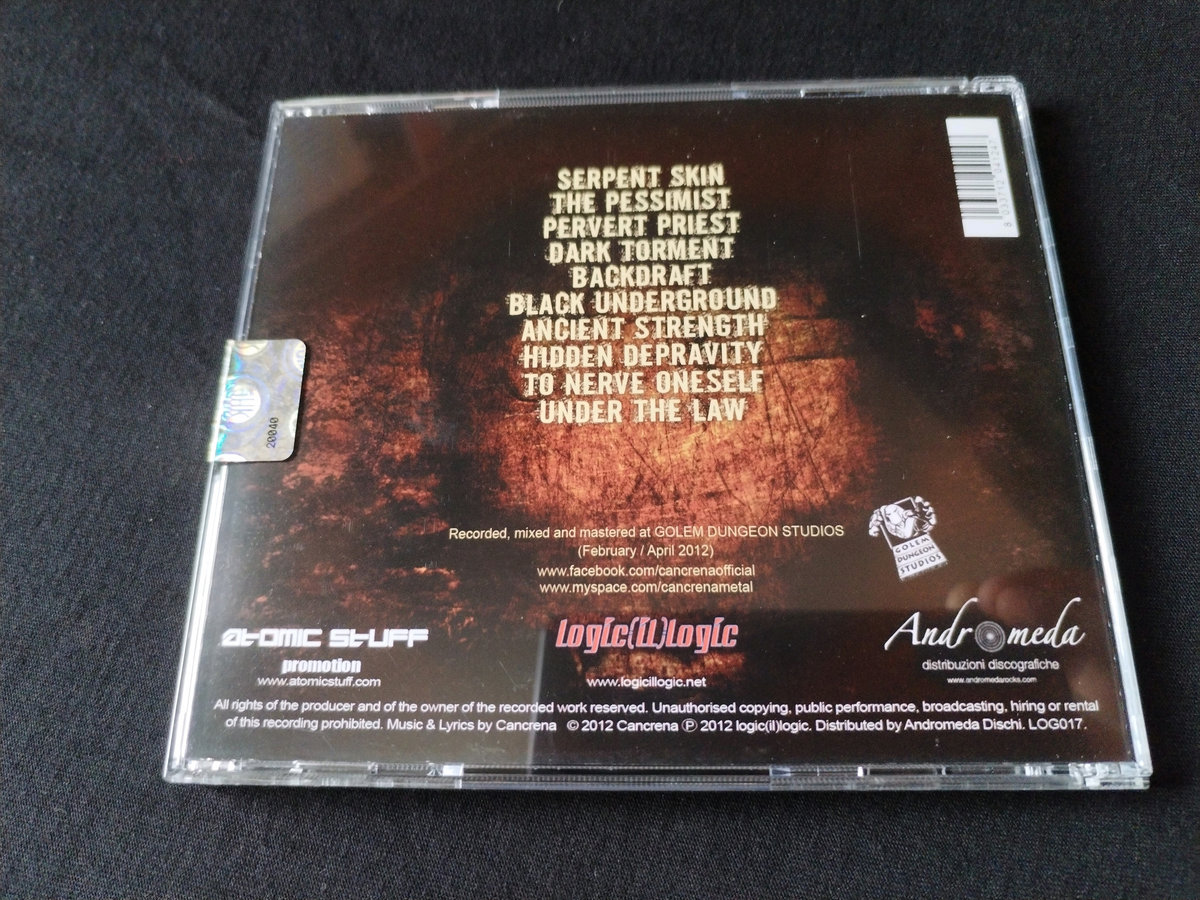 SERPENT SKIN
THE PESSIMIST
PERVERT PRIEST
DARK TORMENT
BACKDRAFT
BLACK UNDERGROUND
ANCIENT STRENGTH
HIDDEN DEPRAVITY
TO NERVE ONESELF
UNDER THE LAW
20040
Recorded, mixed and mastered at GOLEM DUNGEON STUDIOS
(February / April 2012)
www.facebook.com/cancrenaofficial
www.myspace.com/cancrenametal
GOLEM
DUNGEON
STUDIOS
ATOMIC STUFF
promotion
www.atomicstuff.com
logic(il)logic
www.logicillogic.net
Andromeda
distribuzioni discografiche
www.andromedarocks.com
All rights of the producer and of the owner of the recorded work reserved. Unauthorised copying, public performance, broadcasting, hiring or rental
of this recording prohibited. Music & Lyrics by Cancrena © 2012 Cancrena ℗ 2012 logic(il)logic. Distributed by Andromeda Dischi. LOG017.